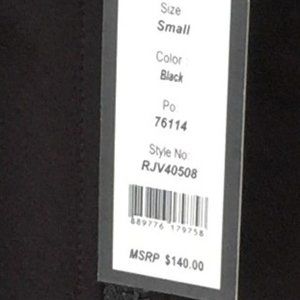 Size
Small
Color :
Black
Po.
76114
Style No:
RJV40508
889776 179758
MSRP $140.00